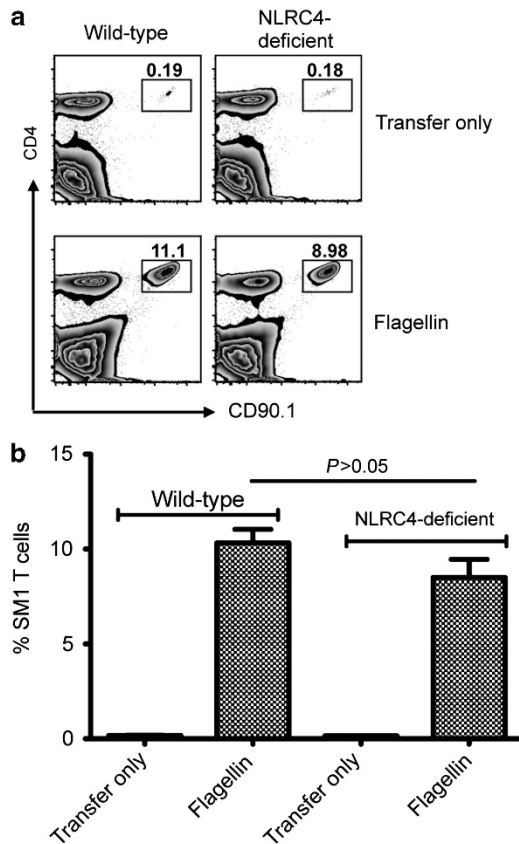 a
Wild-type
NLRC4-
deficient
0.19
0.18
Transfer only
CD4
11.1
8.98
Flagellin
CD90.1
b
15
10
5
0
% SM1 T cells
P>0.05
Wild-type
NLRC4-deficient
Transfer only
Flagellin
Transfer only
Flagellin